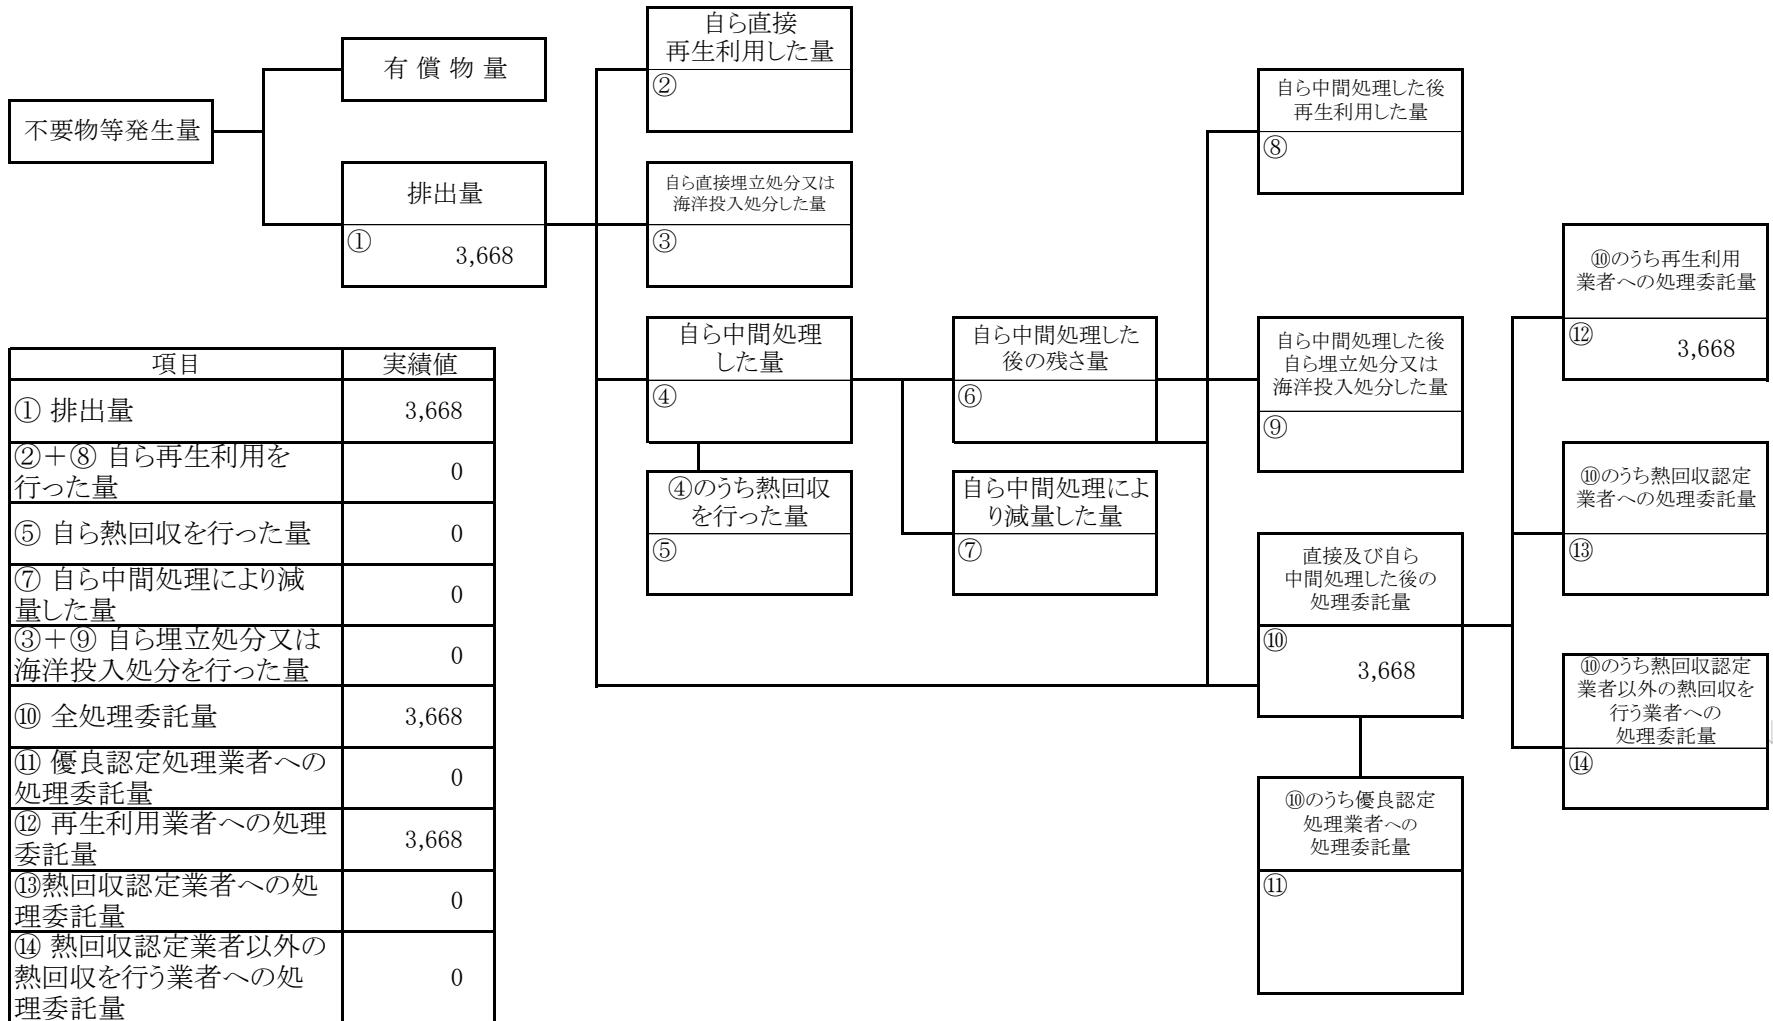 不要物等発生量
有 償 物 量
排出量
①
3,668
自ら直接
再生利用した量
②
自ら直接埋立処分又は
海洋投入処分した量
③
自ら中間処理
した量
④
④のうち熱回収
を行った量
⑤
自ら中間処理した
後の残さ量
⑥
自ら中間処理によ
り減量した量
⑦
自ら中間処理した後
再生利用した量
⑧
自ら中間処理した後
自ら埋立処分又は
海洋投入処分した量
⑨
直接及び自ら
中間処理した後の
処理委託量
⑩
3,668
⑩のうち優良認定
処理業者への
処理委託量
⑪
⑩のうち再生利用
業者への処理委託量
⑫
3,668
⑩のうち熱回収認定
業者への処理委託量
⑬
⑩のうち熱回収認定
業者以外の熱回収を
行う業者への
処理委託量
⑭
項目 実績値
① 排出量 3,668
②＋⑧ 自ら再生利用を
行った量 0
⑤ 自ら熱回収を行った量 0
⑦ 自ら中間処理により減
量した量 0
③＋⑨ 自ら埋立処分又は
海洋投入処分を行った量 0
⑩ 全処理委託量 3,668
⑪ 優良認定処理業者への
処理委託量 0
⑫ 再生利用業者への処理
委託量 3,668
⑬熱回収認定業者への処
理委託量 0
⑭ 熱回収認定業者以外の
熱回収を行う業者への処 0
理委託量